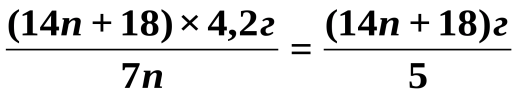 (14n + 18) × 4,2г / 7n = (14n + 18)г / 5